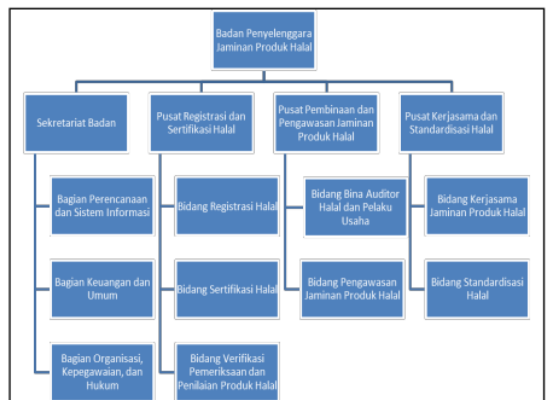 Badan Penyelenggara
Jaminan Produk Halal
Sekretariat Badan
Pusat Registrasi dan
Sertifikasi Halal
Pusat Pembinaan dan
Pengawasan Jaminan
Produk Halal
Pusat Kerjasama dan
Standardisasi Halal
Bagian Perencanaan
dan Sistem Informasi
Bidang Registrasi Halal
Bidang Bina Auditor
Halal dan Pelaku
Usaha
Bidang Kerjasama
Jaminan Produk Halal
Bagian Keuangan dan
Umum
Bidang Sertifikasi Halal
Bidang Pengawasan
Jaminan Produk Halal
Bidang Standardisasi
Halal
Bagian Organisasi,
Kepegawaian, dan
Hukum
Bidang Verifikasi
Pemeriksaan dan
Penilaian Produk Halal